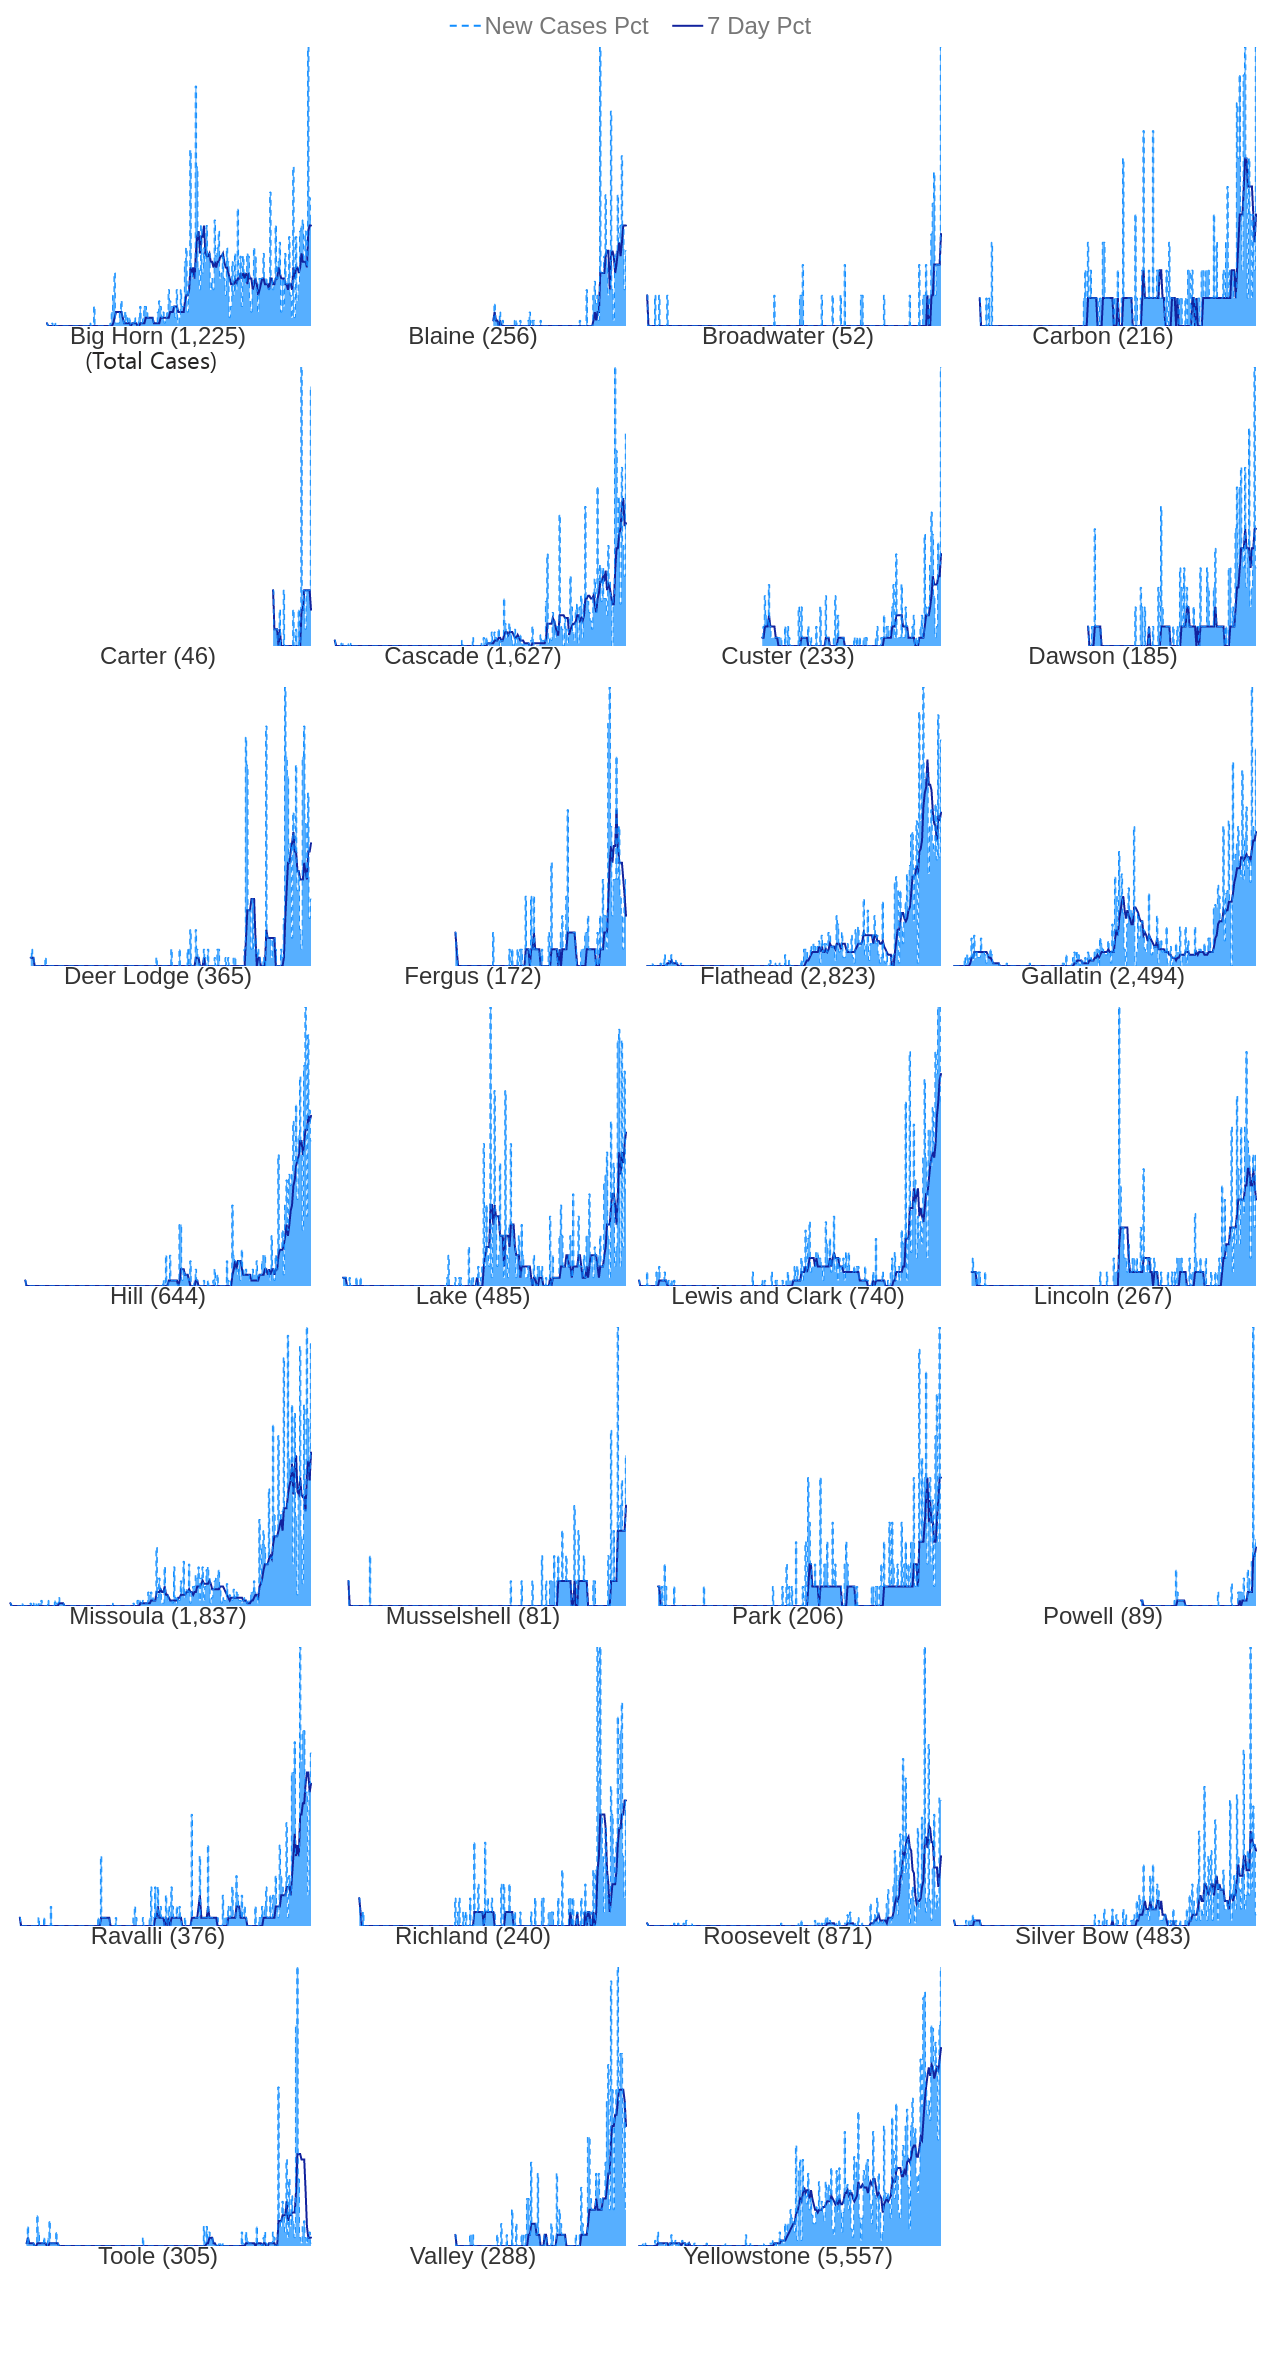 New Cases Pct 7 Day Pct
Big Horn (1,225) Blaine (256) Broadwater (52) Carbon (216)
(Total Cases)
Carter (46) Cascade (1,627) Custer (233) Dawson (185)
Deer Lodge (365) Fergus (172) Flathead (2,823) Gallatin (2,494)
Hill (644) Lake (485) Lewis and Clark (740) Lincoln (267)
Missoula (1,837) Musselshell (81) Park (206) Powell (89)
Ravalli (376) Richland (240) Roosevelt (871) Silver Bow (483)
Toole (305) Valley (288) Yellowstone (5,557)